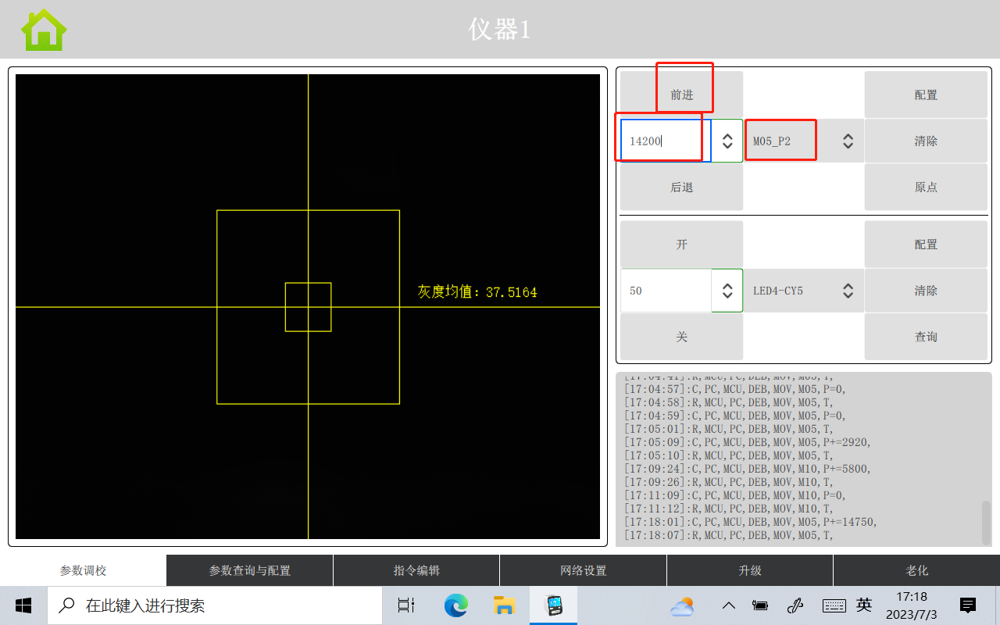 仪器1
灰度均值: 37.5164
前进
配置
14200
M05_P2
清除
后退
原点
开
配置
50
LED4-CY5
清除
关
查询
[17:04:41]:R,MCU,PC,DEB,MOV,M05,T,
[17:04:57]:C,PC,MCU,DEB,MOV,M05,P=0,
[17:04:58]:R,MCU,PC,DEB,MOV,M05,T,
[17:04:59]:C,PC,MCU,DEB,MOV,M05,P=0,
[17:05:01]:R,MCU,PC,DEB,MOV,M05,T,
[17:05:09]:C,PC,MCU,DEB,MOV,M05,P+=2920,
[17:05:10]:R,MCU,PC,DEB,MOV,M05,T,
[17:09:24]:C,PC,MCU,DEB,MOV,M10,P+=5800,
[17:09:26]:R,MCU,PC,DEB,MOV,M10,T,
[17:11:09]:C,PC,MCU,DEB,MOV,M10,P=0,
[17:11:12]:R,MCU,PC,DEB,MOV,M10,T,
[17:18:01]:C,PC,MCU,DEB,MOV,M05,P+=14750,
[17:18:07]:R,MCU,PC,DEB,MOV,M05,T,
参数调校
参数查询与配置
指令编辑
网络设置
升级
老化
在此键入进行搜索
英
17:18
2023/7/3